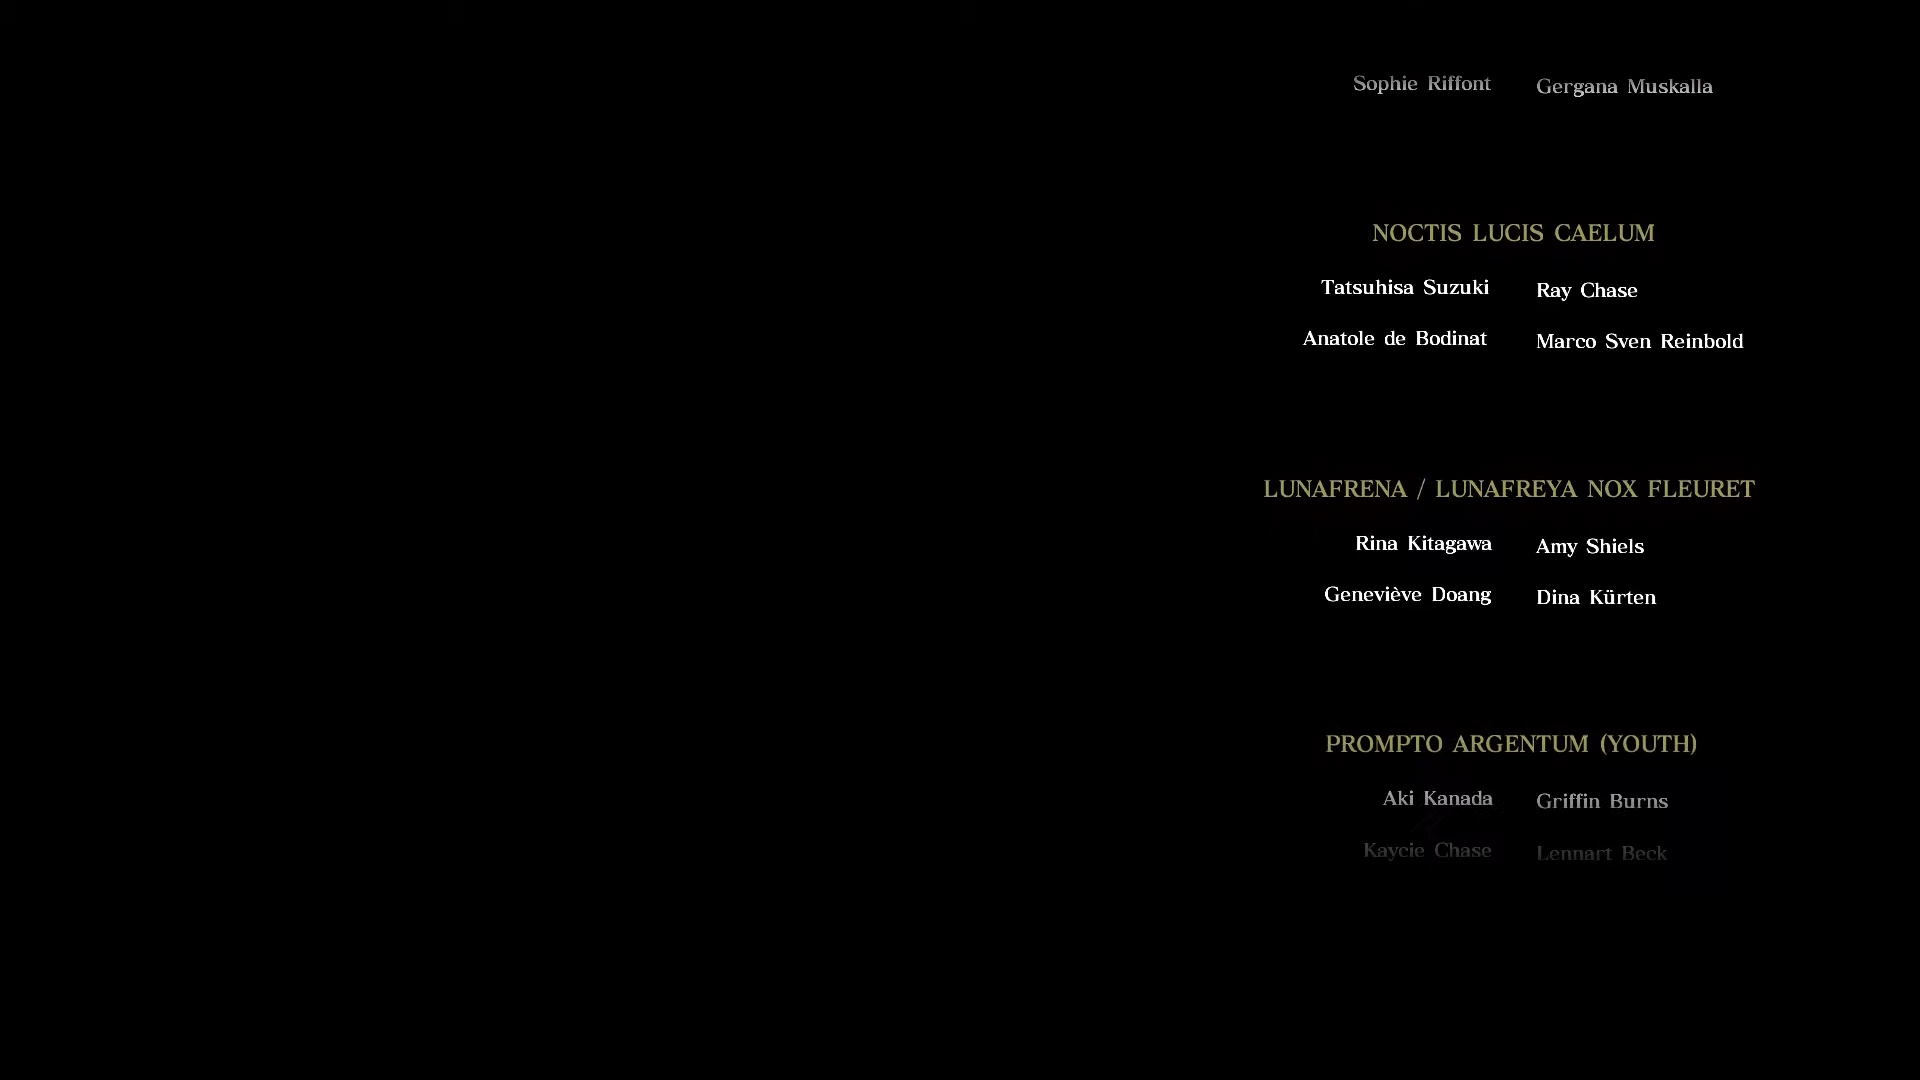 Sophie Riffont Gergana Muskalla
NOCTIS LUCIS CAELUM
Tatsuhisa Suzuki Ray Chase
Anatole de Bodinat Marco Sven Reinbold
LUNAFRENA / LUNAFREYA NOX FLEURET
Rina Kitagawa Amy Shiels
Geneviève Doang Dina Kürten
PROMPTO ARGENTUM (YOUTH)
Aki Kanada Griffin Burns
Kaycie Chase Lennart Beck